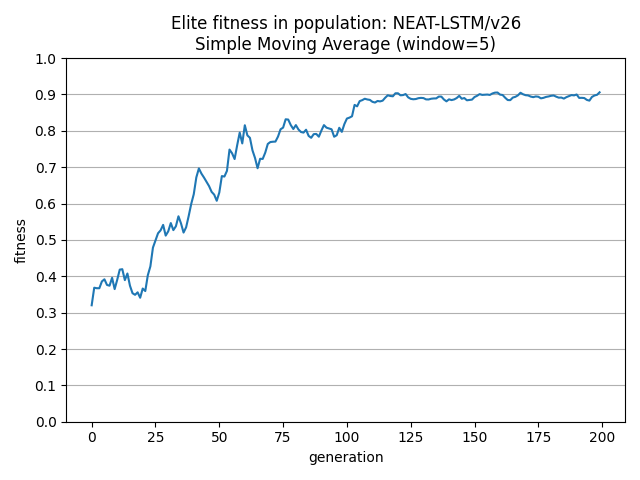 Elite fitness in population: NEAT-LSTM/v26
Simple Moving Average (window=5)
1.0
0.9
0.8
0.7
0.6
0.5
0.4
0.3
0.2
0.1
0.0
fitness
0 25 50 75 100 125 150 175 200
generation